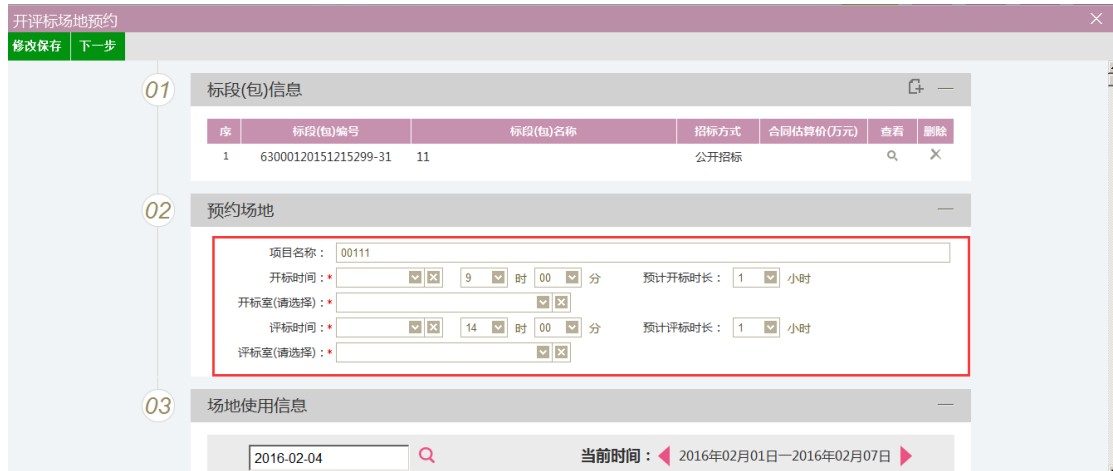 开评标场地预约
修改保存 下一步
01 标段(包)信息
序 标段(包)编号 标段(包)名称 招标方式 合同估算价(万元) 查看 删除
1 63000120151215299-31 11 公开招标
02 预约场地
项目名称： 00111
开标时间：* 9 时 00 分 预计开标时长： 1 小时
开标室(请选择)：*
评标时间：* 14 时 00 分 预计评标时长： 1 小时
评标室(请选择)：*
03 场地使用信息
2016-02-04 当前时间： 2016年02月01日—2016年02月07日